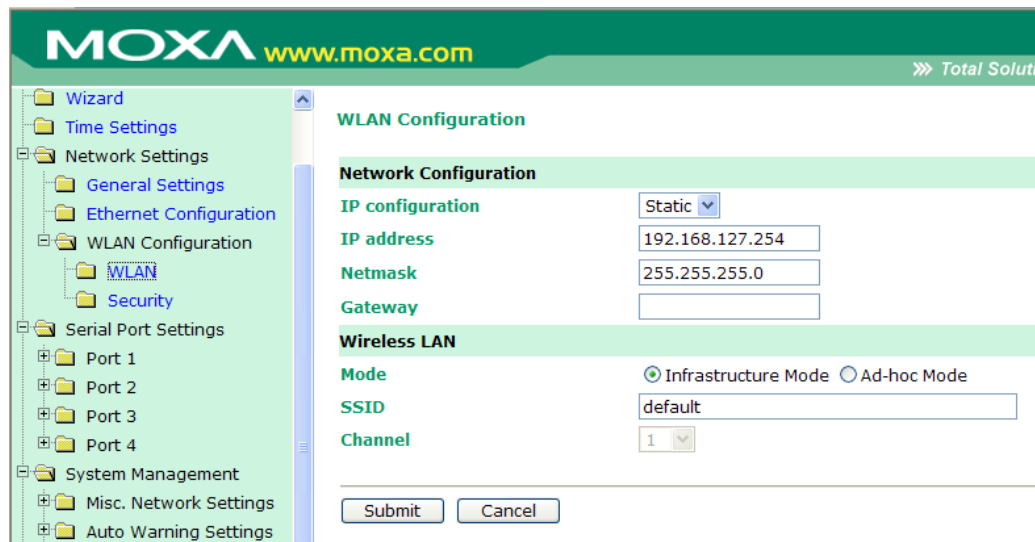 MOXA www.moxa.com
Total Soluti
Wizard
Time Settings
Network Settings
General Settings
Ethernet Configuration
WLAN Configuration
WLAN
Security
Serial Port Settings
Port 1
Port 2
Port 3
Port 4
System Management
Misc. Network Settings
Auto Warning Settings
WLAN Configuration
Network Configuration
IP configuration Static
IP address 192.168.127.254
Netmask 255.255.255.0
Gateway
Wireless LAN
Mode Infrastructure Mode Ad-hoc Mode
SSID default
Channel 1
Submit Cancel